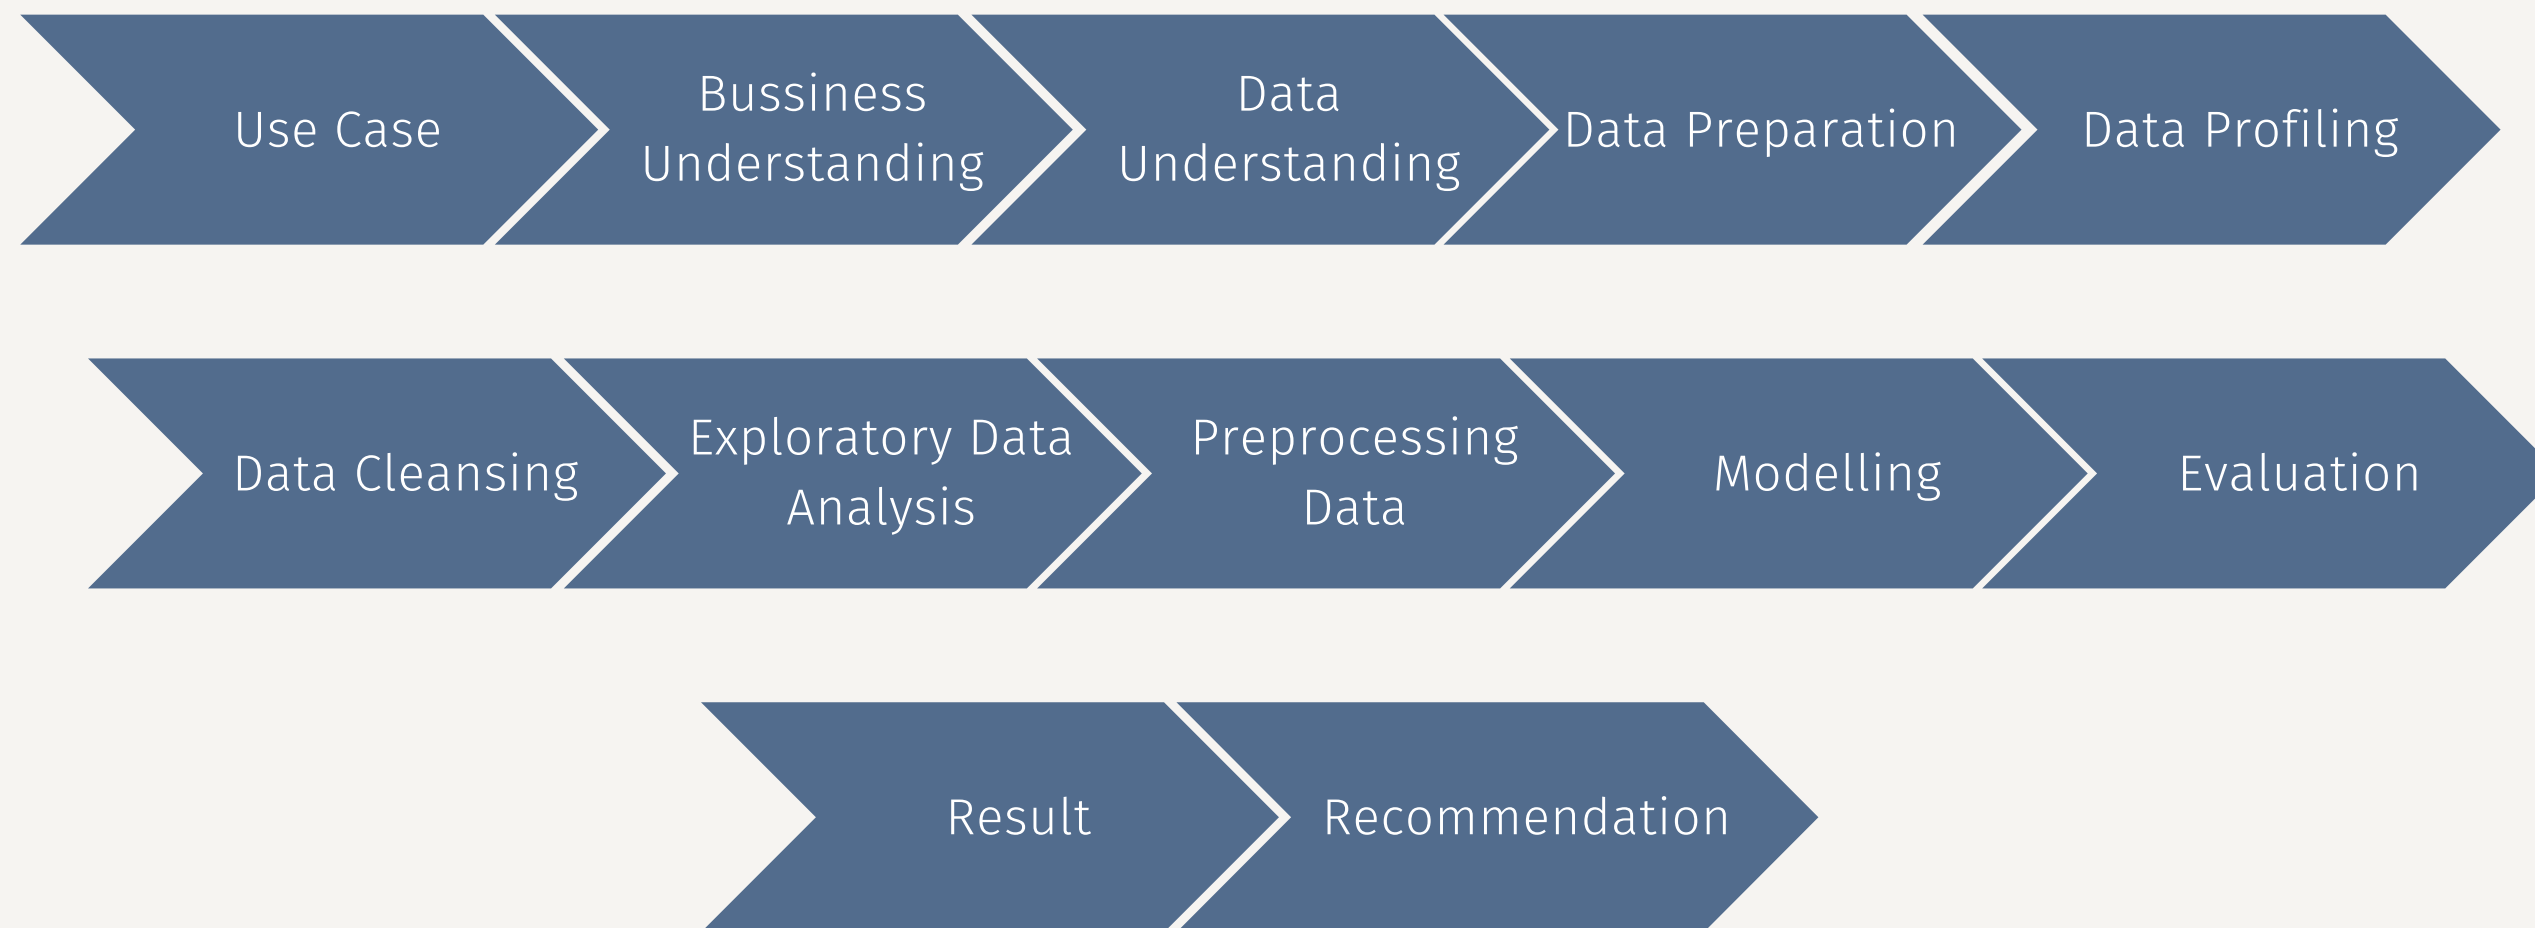 Use Case
Bussiness
Understanding
Data
Understanding
Data Preparation
Data Profiling
Data Cleansing
Exploratory Data
Analysis
Preprocessing
Data
Modelling
Evaluation
Result
Recommendation